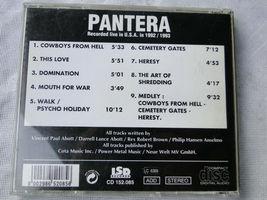 PANTERA
Recorded live in U.S.A. in 1992 / 1993
1. COWBOYS FROM HELL 5'33
2. THIS LOVE 5'51
3. DOMINATION 5'01
4. MOUTH FOR WAR 3'49
5. WALK /
PSYCHO HOLIDAY 10'12
6. CEMETERY GATES 7'12
7. HERESY 4'53
8. THE ART OF
SHREDDING 4'17
9. MEDLEY : 9'32
COWBOYS FROM HELL -
CEMETERY GATES -
HERESY.
All tracks written by
Vincent Paul Abott / Darrell Lance Abott / Rex Robert Brown / Philip Hansen Anselmo
All tracks published by
Cota Music Inc. / Power Metal Music / Neue Welt MV GmbH.
LSD
CD 152.085
ADD
STEREO
COMPACT
disc
DIGITAL AUDIO